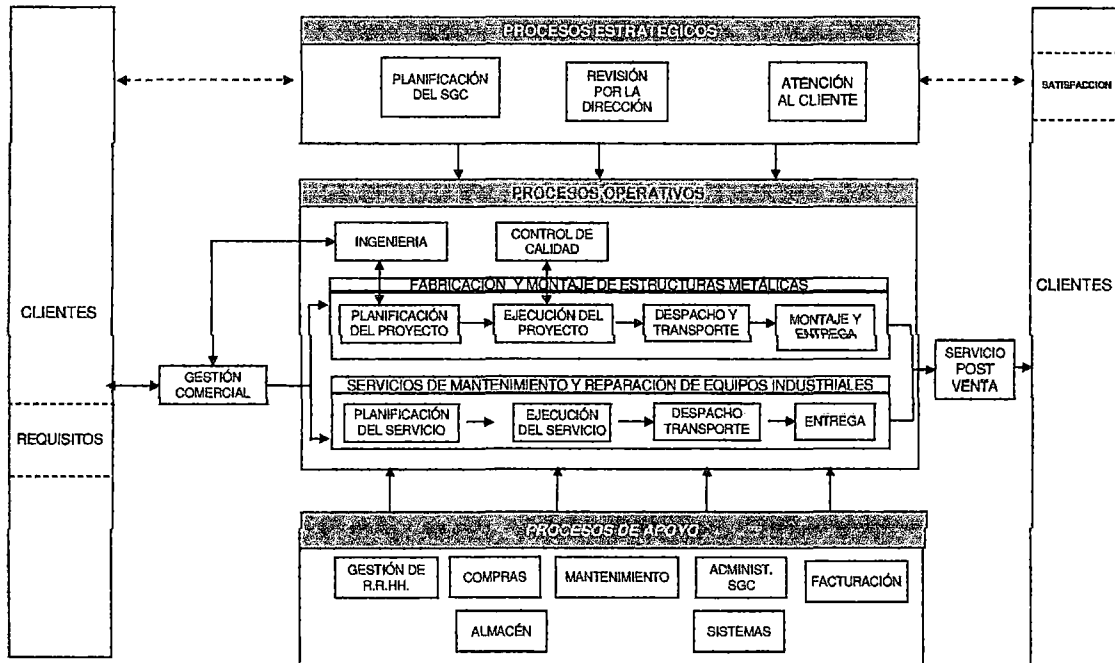 PROCESOS ESTRATEGICOS
PLANIFICACIÓN
DEL SGC
REVISIÓN
POR LA
DIRECCIÓN
ATENCIÓN
AL CLIENTE
SATISFACCION
PROCESOS OPERATIVOS
INGENIERIA
CONTROL DE
CALIDAD
FABRICACIÓN Y MONTAJE DE ESTRUCTURAS METÁLICAS
PLANIFICACIÓN
DEL PROYECTO
EJECUCIÓN DEL
PROYECTO
DESPACHO Y
TRANSPORTE
MONTAJE Y
ENTREGA
CLIENTES
CLIENTES
GESTIÓN
COMERCIAL
SERVICIO
POST
VENTA
SERVICIOS DE MANTENIMIENTO Y REPARACIÓN DE EQUIPOS INDUSTRIALES
PLANIFICACIÓN
DEL SERVICIO
EJECUCIÓN
DEL SERVICIO
DESPACHO
TRANSPORTE
ENTREGA
REQUISITOS
PROCESOS DE APOYO
GESTIÓN DE
R.R.HH.
COMPRAS
MANTENIMIENTO
ADMINIST.
SGC
FACTURACIÓN
ALMACÉN
SISTEMAS